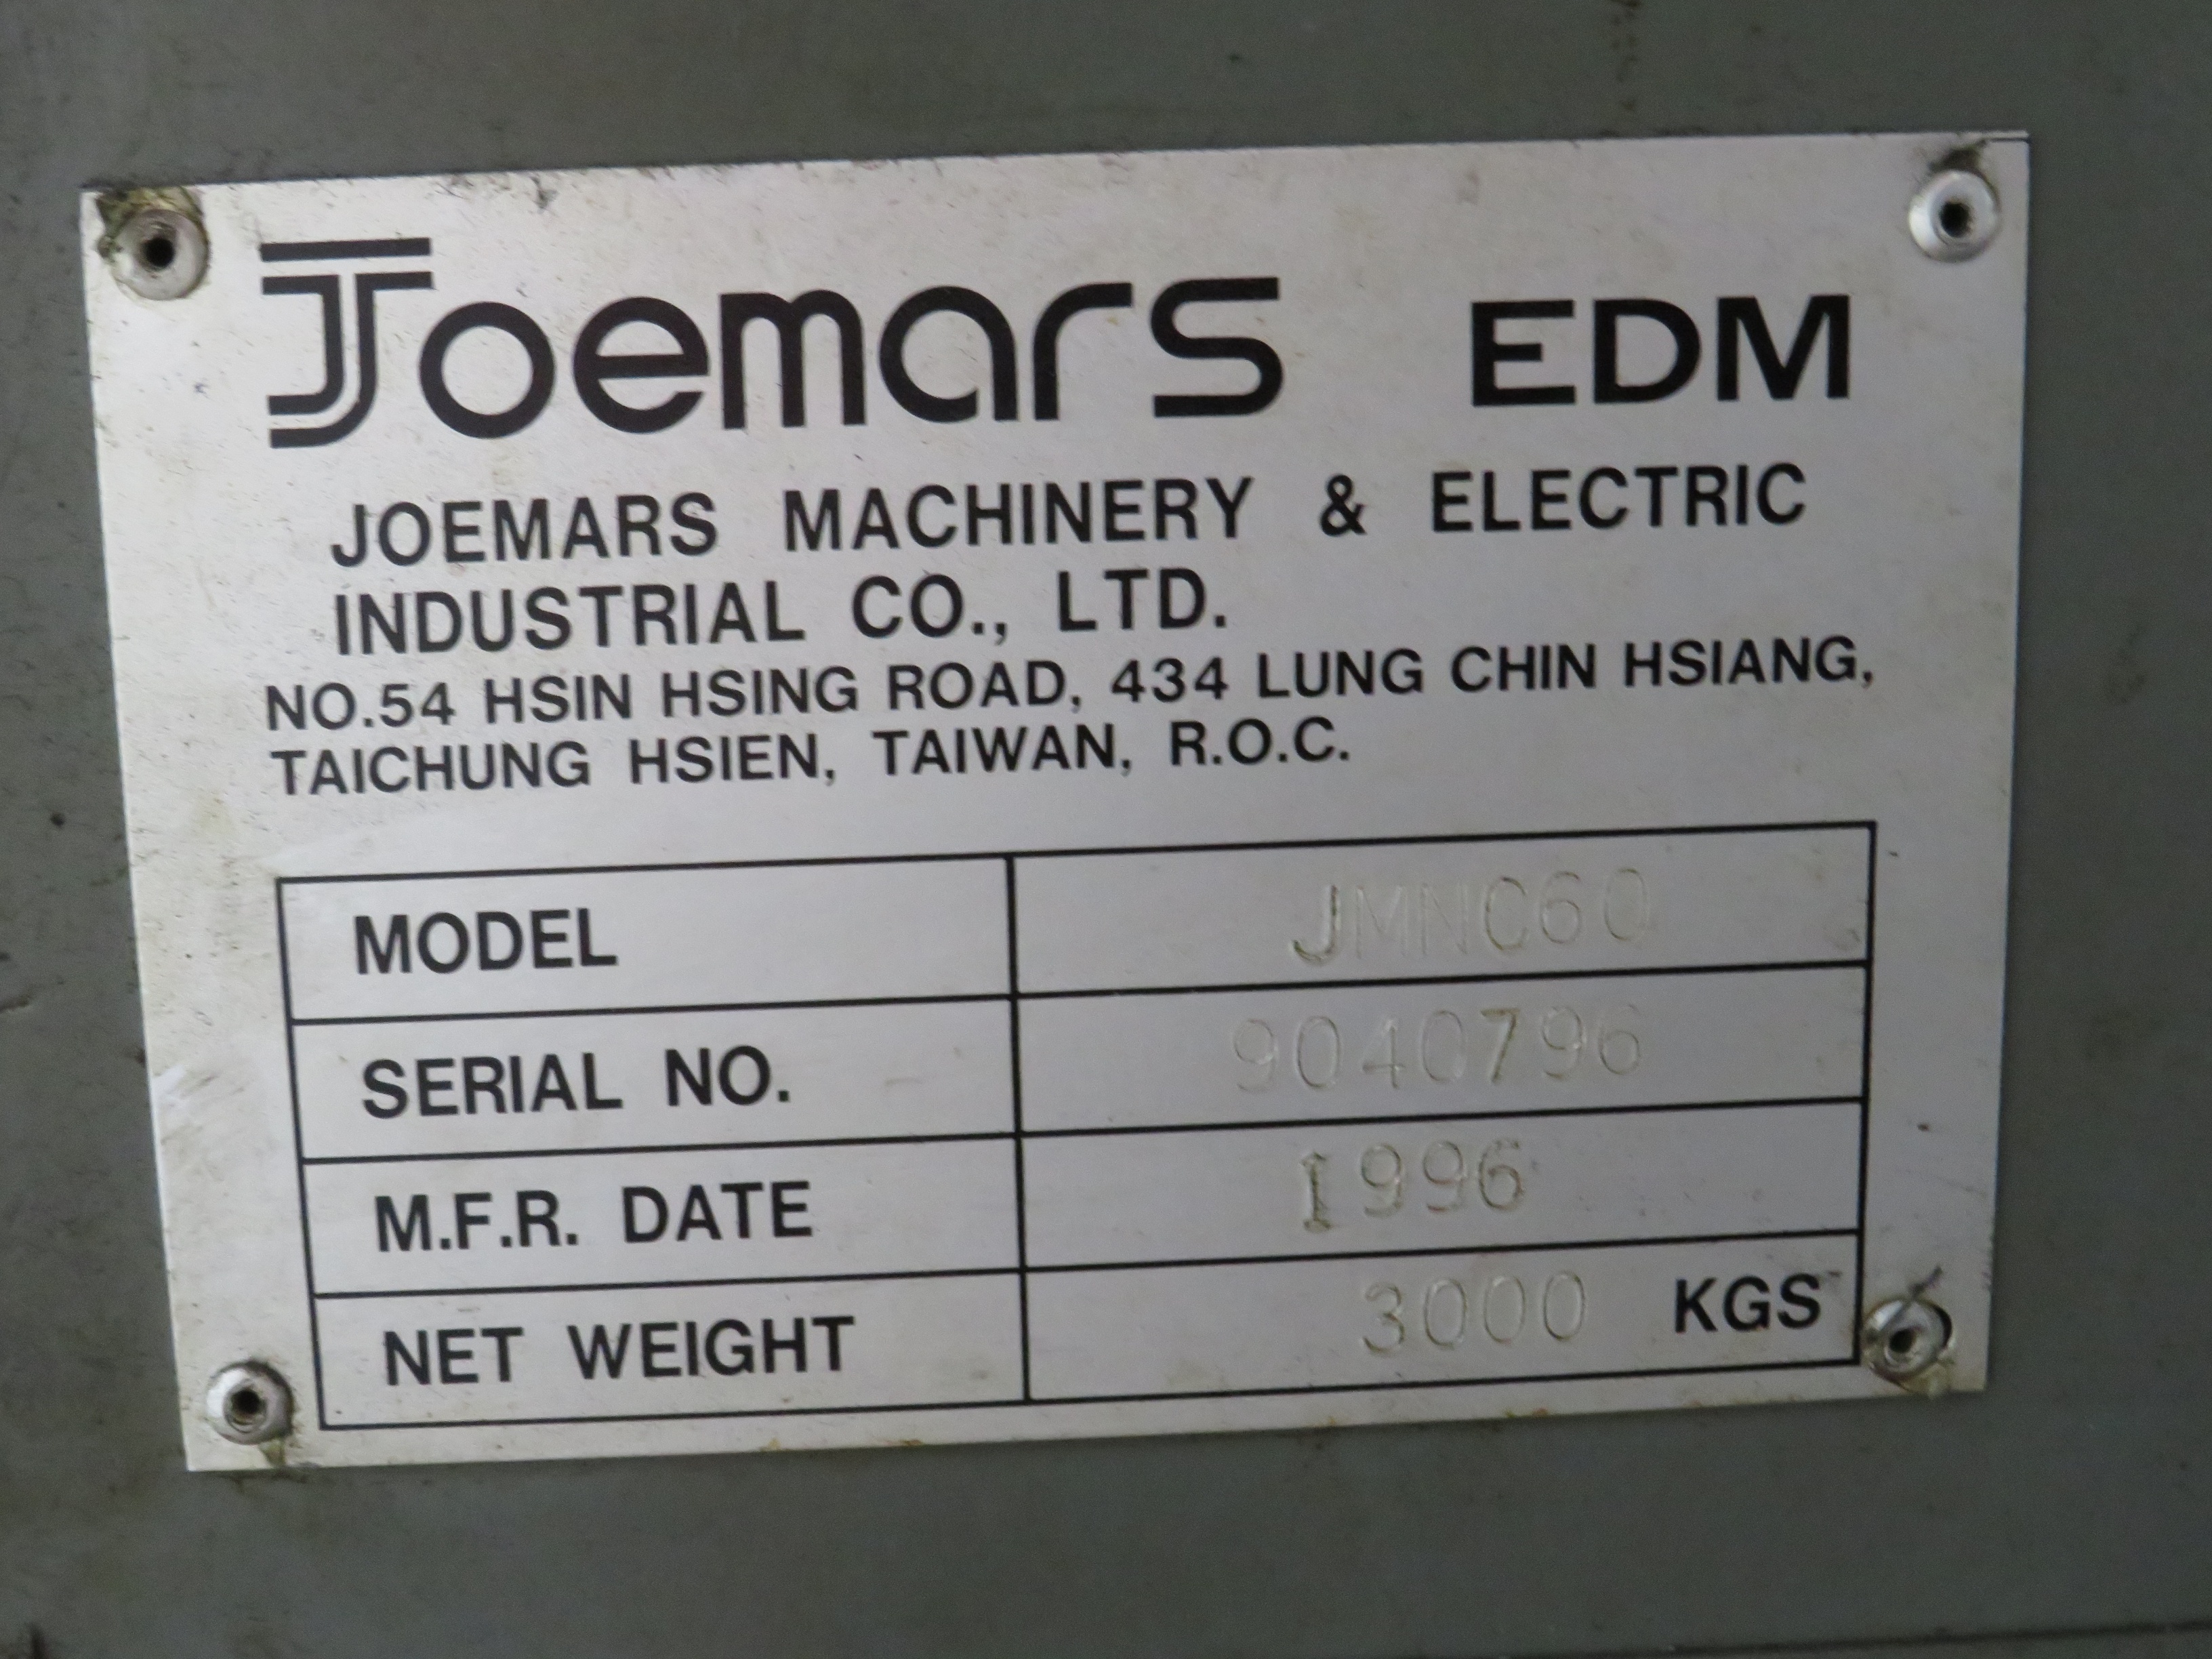 Joemars EDM
JOEMARS MACHINERY & ELECTRIC
INDUSTRIAL CO., LTD.
NO.54 HSIN HSING ROAD, 434 LUNG CHIN HSIANG,
TAICHUNG HSIEN, TAIWAN, R.O.C.
MODEL JMNC60
SERIAL NO. 9040796
M.F.R. DATE 1996
NET WEIGHT 3000 KGS